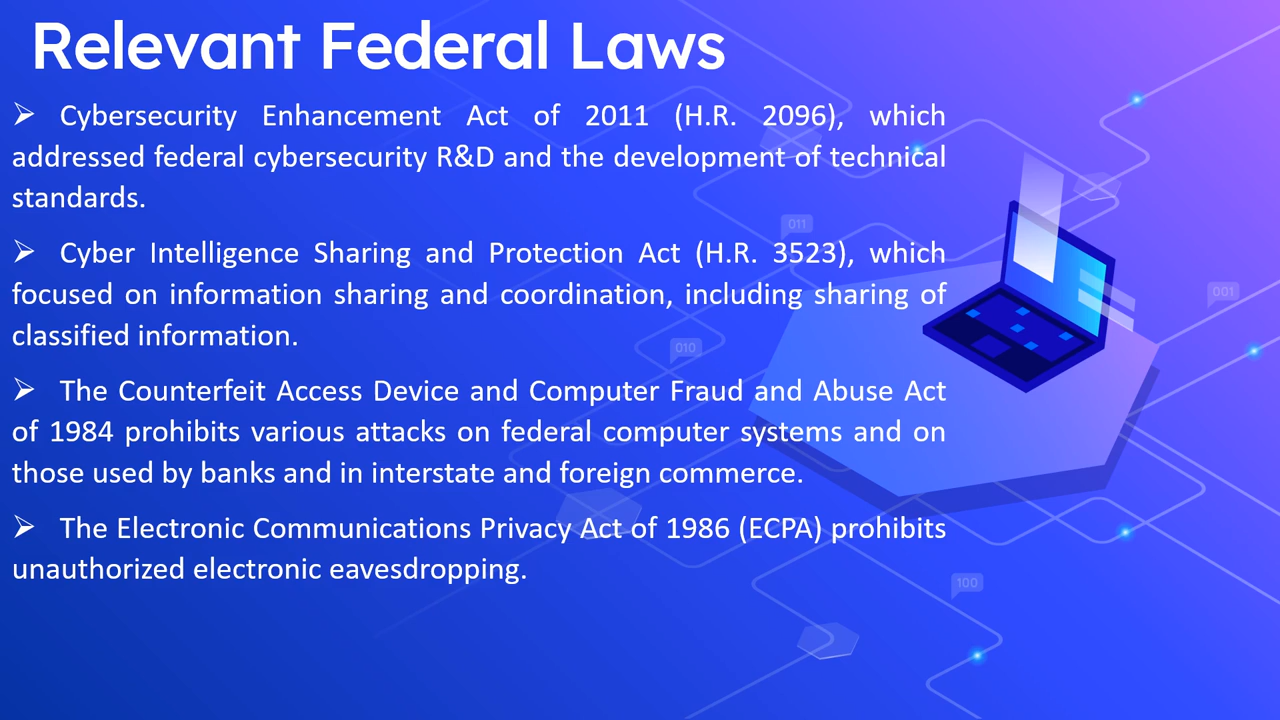 Relevant Federal Laws
➢ Cybersecurity Enhancement Act of 2011 (H.R. 2096), which
addressed federal cybersecurity R&D and the development of technical
standards.
➢ Cyber Intelligence Sharing and Protection Act (H.R. 3523), which
focused on information sharing and coordination, including sharing of
classified information.
➢ The Counterfeit Access Device and Computer Fraud and Abuse Act
of 1984 prohibits various attacks on federal computer systems and on
those used by banks and in interstate and foreign commerce.
➢ The Electronic Communications Privacy Act of 1986 (ECPA) prohibits
unauthorized electronic eavesdropping.
011
001
010
100